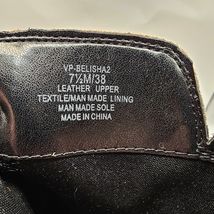 VP-BELISHA2
7½M/38
LEATHER UPPER
TEXTILE/MAN MADE LINING
MAN MADE SOLE
MADE IN CHINA